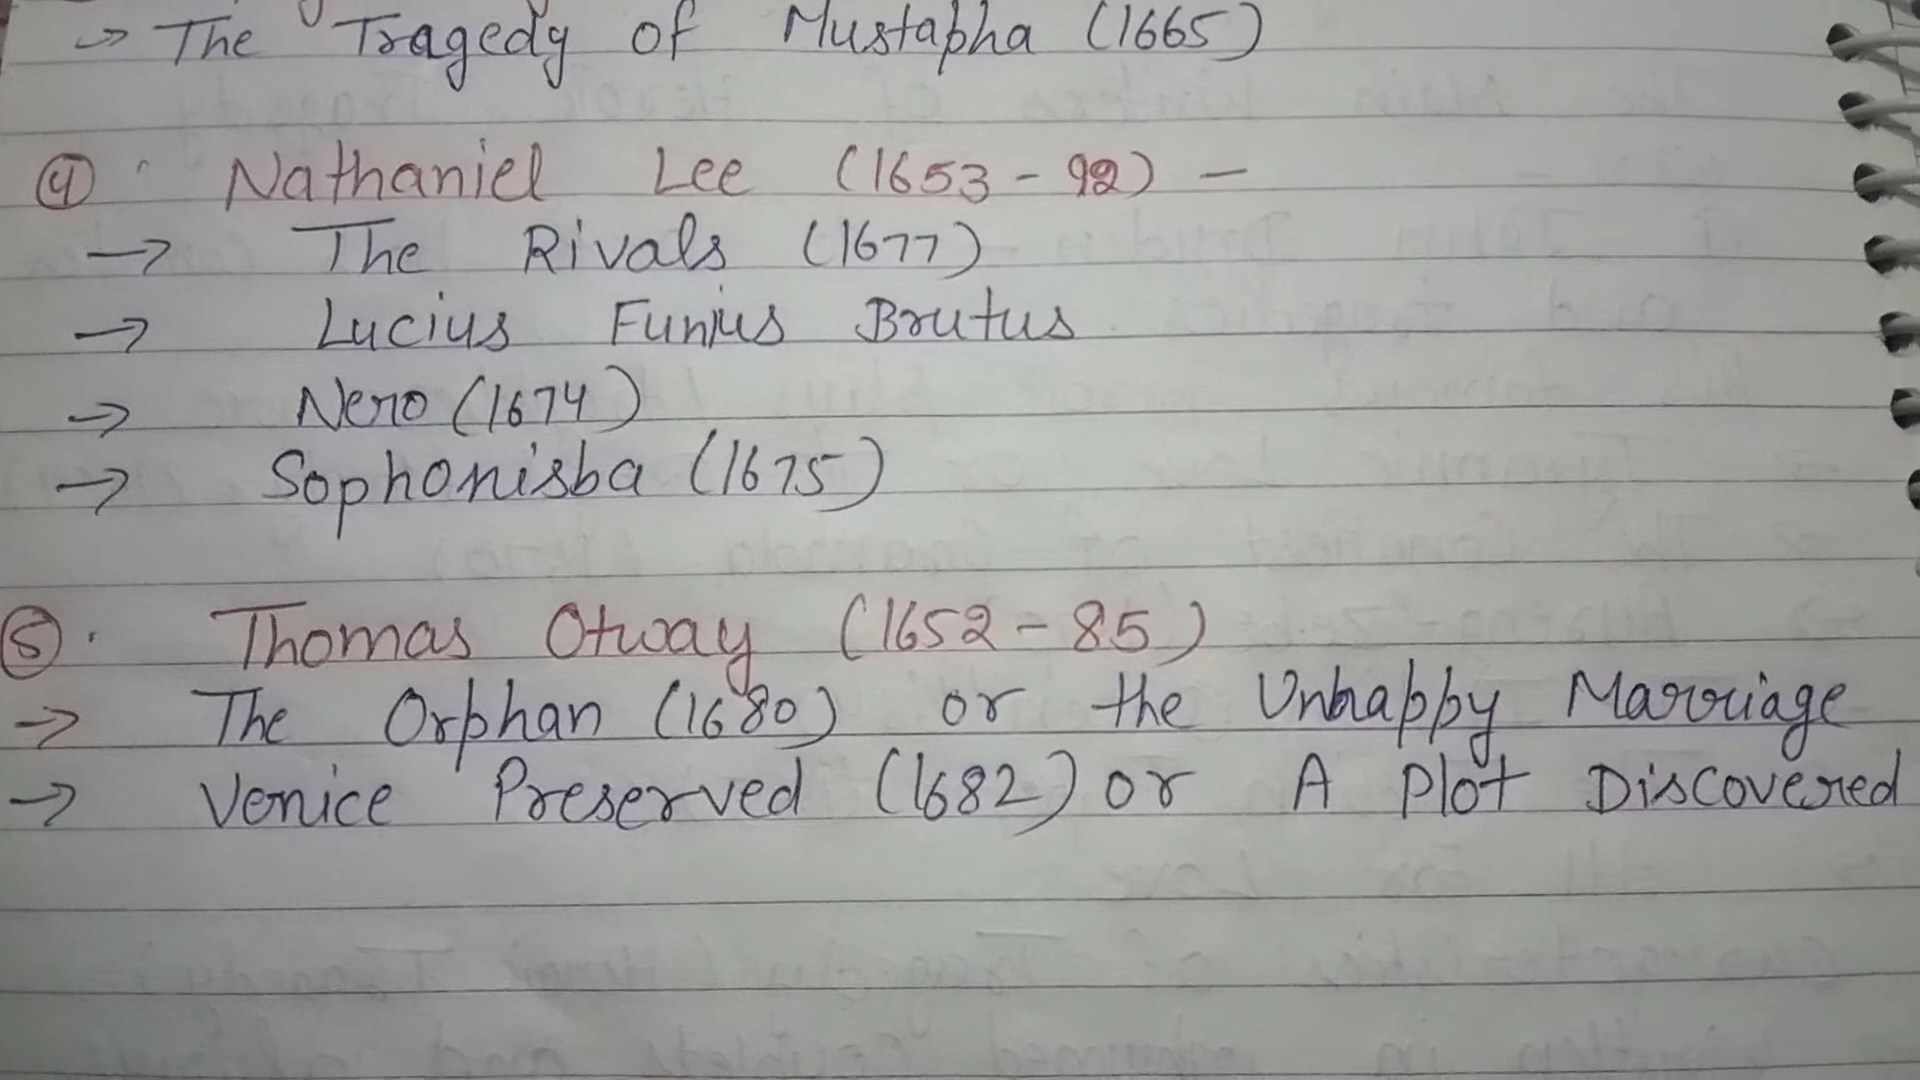 → The Tragedy of Mustapha (1665)
④. Nathaniel Lee (1653 - 92) -
→ The Rivals (1677)
→ Lucius Funius Brutus
→ Nero (1674)
→ Sophonisba (1675)
⑤. Thomas Otway (1652 - 85)
→ The Orphan (1680) or the Unhappy Marriage
→ Venice Preserved (1682) or A Plot Discovered